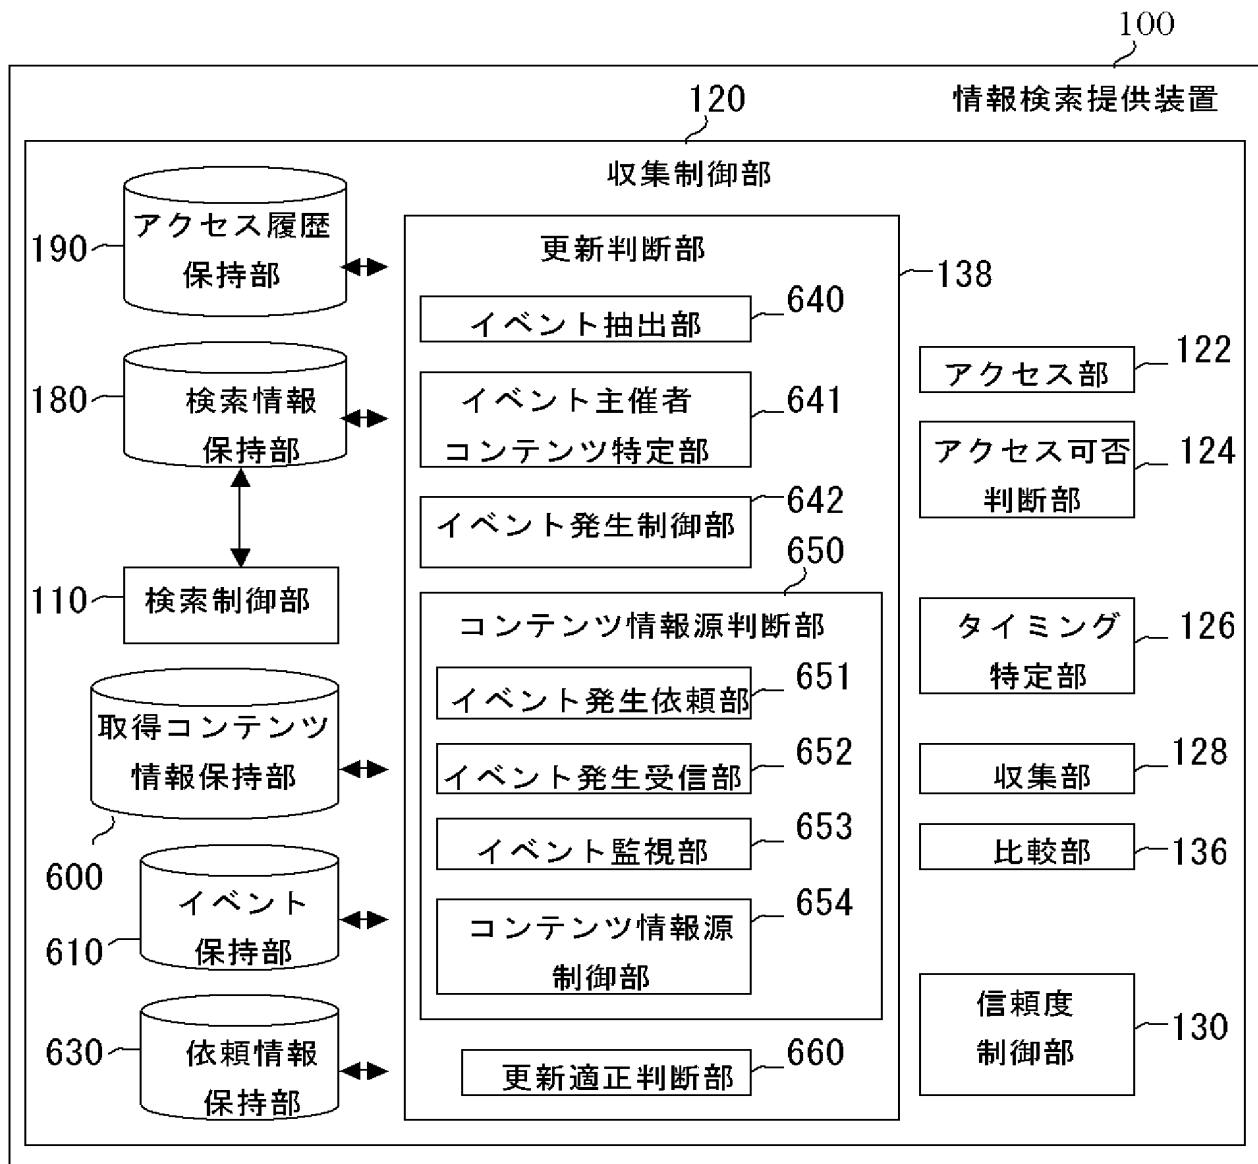 100
情報検索提供装置
120
収集制御部
アクセス履歴
保持部
190
更新判断部
138
イベント抽出部
640
検索情報
保持部
180
イベント主催者
コンテンツ特定部
641
アクセス部
122
アクセス可否
判断部
124
イベント発生制御部
642
検索制御部
110
650
コンテンツ情報源判断部
タイミング
特定部
126
イベント発生依頼部
651
取得コンテンツ
情報保持部
600
イベント発生受信部
652
収集部
128
イベント監視部
653
比較部
136
イベント
保持部
610
コンテンツ情報源
制御部
654
信頼度
制御部
130
依頼情報
保持部
630
更新適正判断部
660